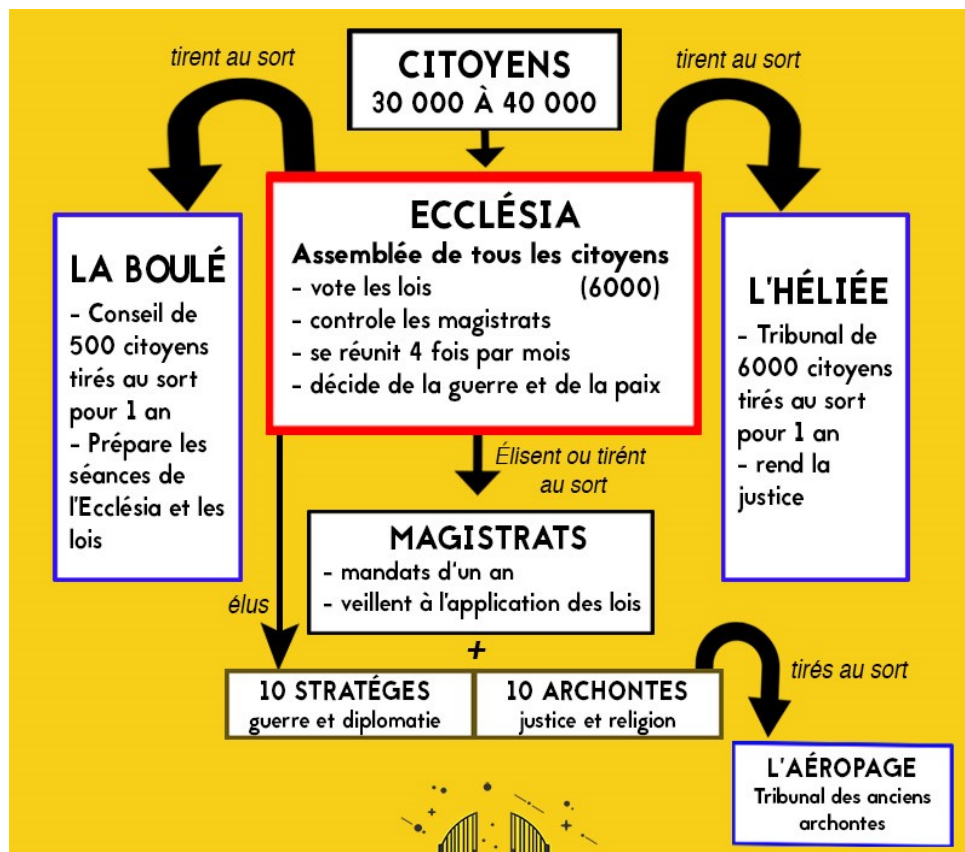 tirent au sort
CITOYENS
30 000 À 40 000
tirent au sort
ECCLÉSIA
Assemblée de tous les citoyens
- vote les lois (6000)
- controle les magistrats
- se réunit 4 fois par mois
- décide de la guerre et de la paix
LA BOULÉ
- Conseil de
500 citoyens
tirés au sort
pour 1 an
- Prépare les
séances de
l'Ecclésia et les
lois
L'HÉLIÉE
- Tribunal de
6000 citoyens
tirés au sort
pour 1 an
- rend la
justice
Élisent ou tirént
au sort
MAGISTRATS
- mandats d'un an
- veillent à l'application des lois
élus
+
10 STRATÉGES
guerre et diplomatie
10 ARCHONTES
justice et religion
tirés au sort
L'AÉROPAGE
Tribunal des anciens
archontes